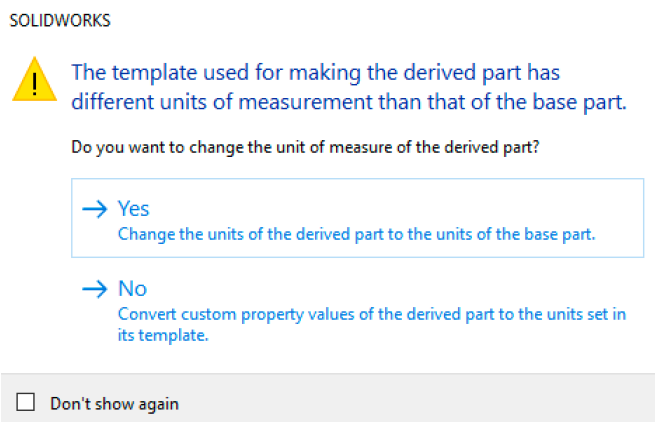 SOLIDWORKS
The template used for making the derived part has
different units of measurement than that of the base part.
Do you want to change the unit of measure of the derived part?
Yes
Change the units of the derived part to the units of the base part.
No
Convert custom property values of the derived part to the units set in
its template.
Don't show again